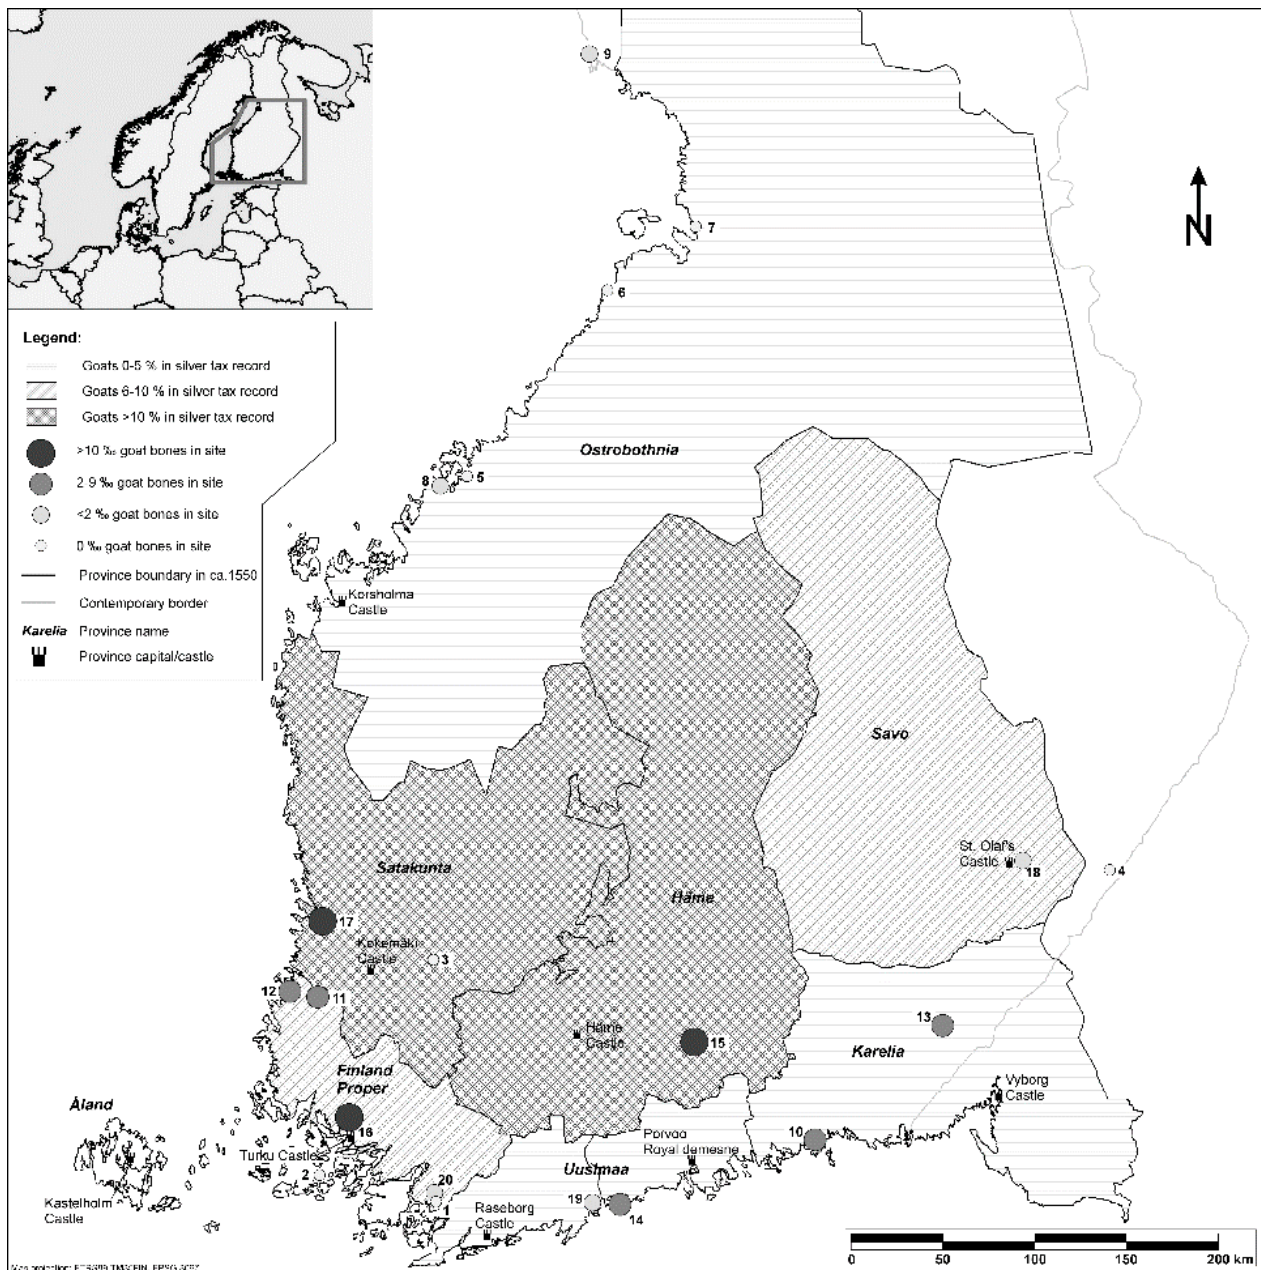 9
7
N
6
Legend:
Goats 0-5 % in silver tax record
Goats 6-10 % in silver tax record
Goats >10 % in silver tax record
>10 ‰ goat bones in site
2 9 ‰ goat bones in site
<2 ‰ goat bones in site
0 ‰ goat bones in site
Province boundary in ca.1550
Contemporary border
Karelia Province name
Province capital/castle
Ostrobothnia
8
5
Korsholma
Castle
Savo
St. Olaf's
Castle
18
4
Satakunta
Häme
17
Kokemäki
Castle
3
12
11
13
Häme
Castle
15
Karelia
Finland
Proper
Vyborg
Castle
Åland
16
Turku Castle
Porvoo
Royal demesne
10
2
Uusimaa
20
Kastelholm
Castle
1
Raseborg
Castle
19
14
0 50 100 150 200 km